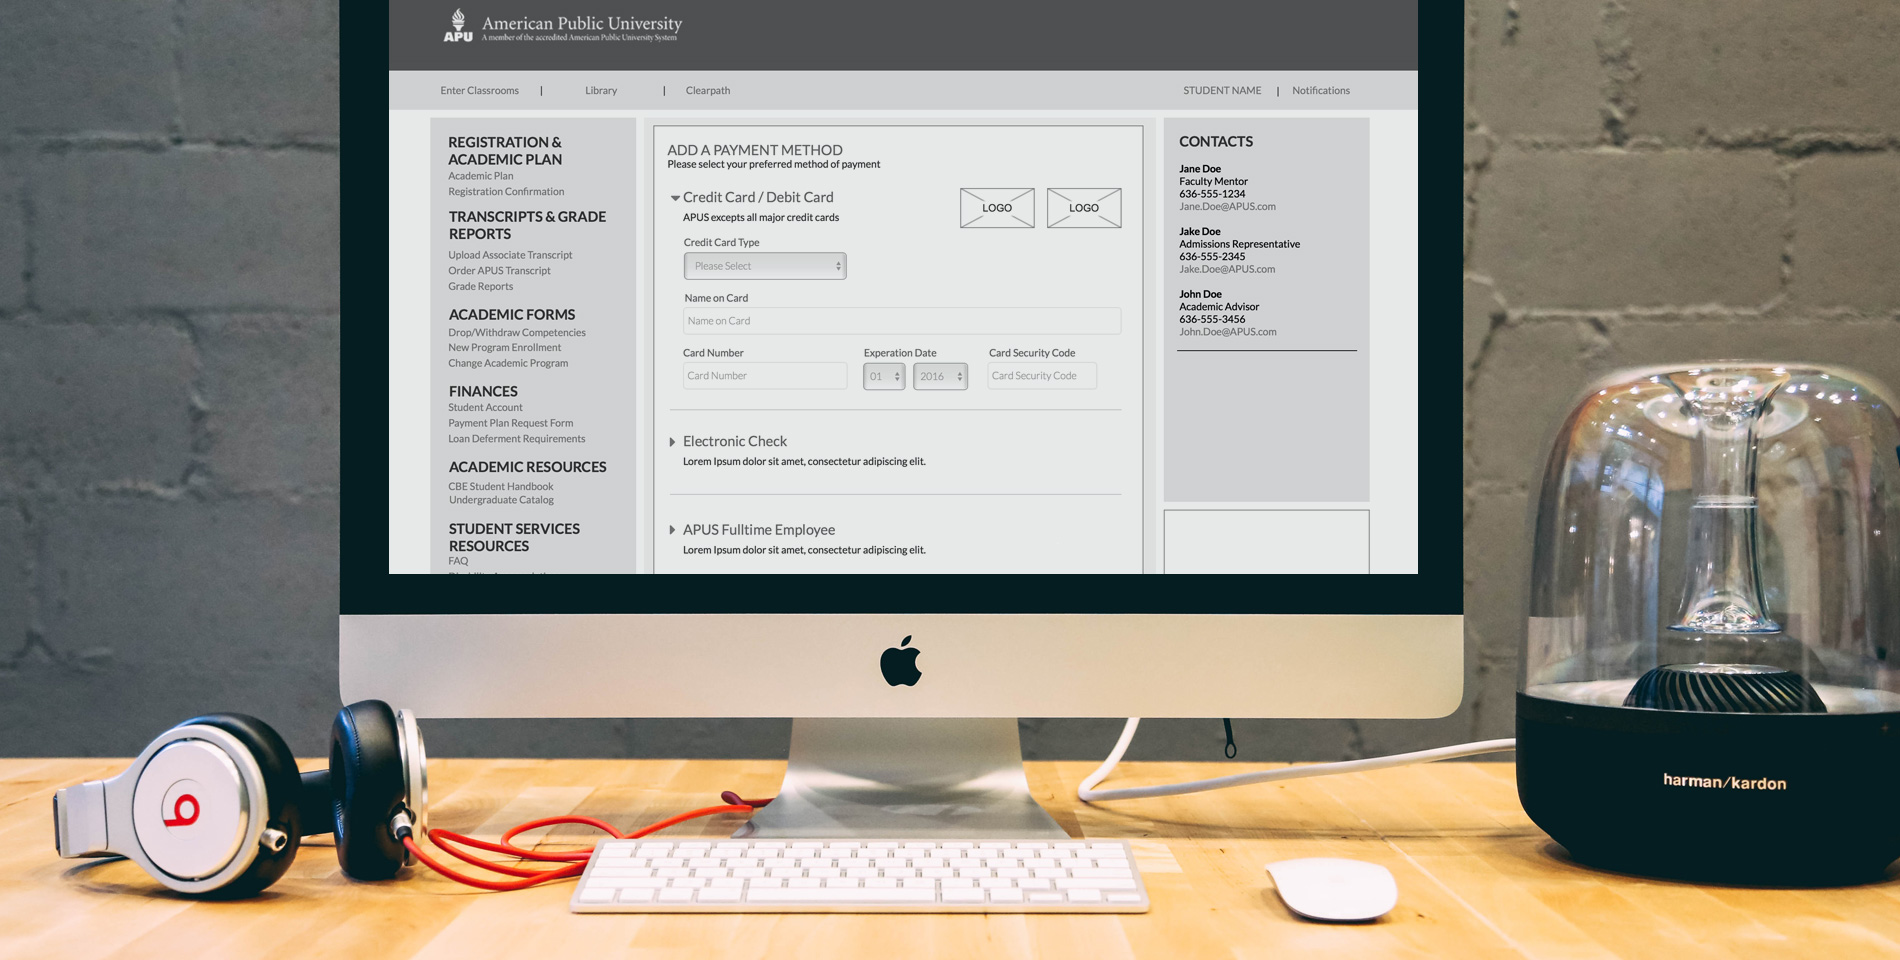 American Public University
APU
A member of the accredited American Public University System
Enter Classrooms | Library | Clearpath
STUDENT NAME | Notifications
REGISTRATION &
ACADEMIC PLAN
Academic Plan
Registration Confirmation
TRANSCRIPTS & GRADE
REPORTS
Upload Associate Transcript
Order APUS Transcript
Grade Reports
ACADEMIC FORMS
Drop/Withdraw Competencies
New Program Enrollment
Change Academic Program
FINANCES
Student Account
Payment Plan Request Form
Loan Deferment Requirements
ACADEMIC RESOURCES
CBE Student Handbook
Undergraduate Catalog
STUDENT SERVICES
RESOURCES
FAQ
ADD A PAYMENT METHOD
Please select your preferred method of payment
Credit Card / Debit Card
APUS excepts all major credit cards
LOGO
LOGO
Credit Card Type
Please Select
Name on Card
Name on Card
Card Number
Experation Date
Card Security Code
Card Number
01
2016
Card Security Code
Electronic Check
Lorem Ipsum dolor sit amet, consectetur adipiscing elit.
APUS Fulltime Employee
Lorem Ipsum dolor sit amet, consectetur adipiscing elit.
CONTACTS
Jane Doe
Faculty Mentor
636-555-1234
Jane.Doe@APUS.com
Jake Doe
Admissions Representative
636-555-2345
Jake.Doe@APUS.com
John Doe
Academic Advisor
636-555-3456
John.Doe@APUS.com
b
harman/kardon